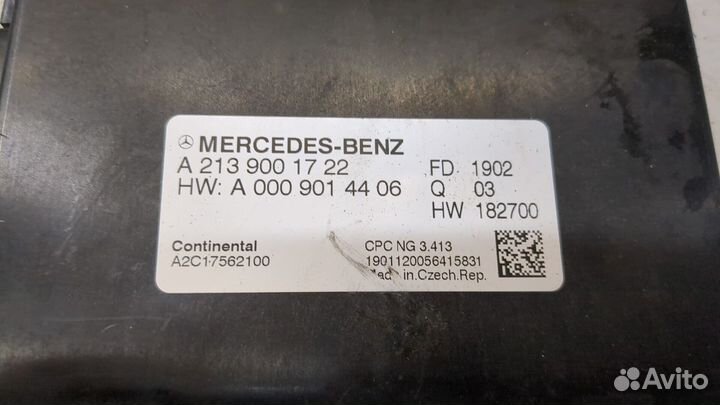 MERCEDES-BENZ
A 213 900 17 22
HW: A 000 901 44 06
FD 1902
Q 03
HW 182700
Continental
A2C17562100
CPC NG 3.413
1901120056415831
Made in.Czech.Rep.
Avito